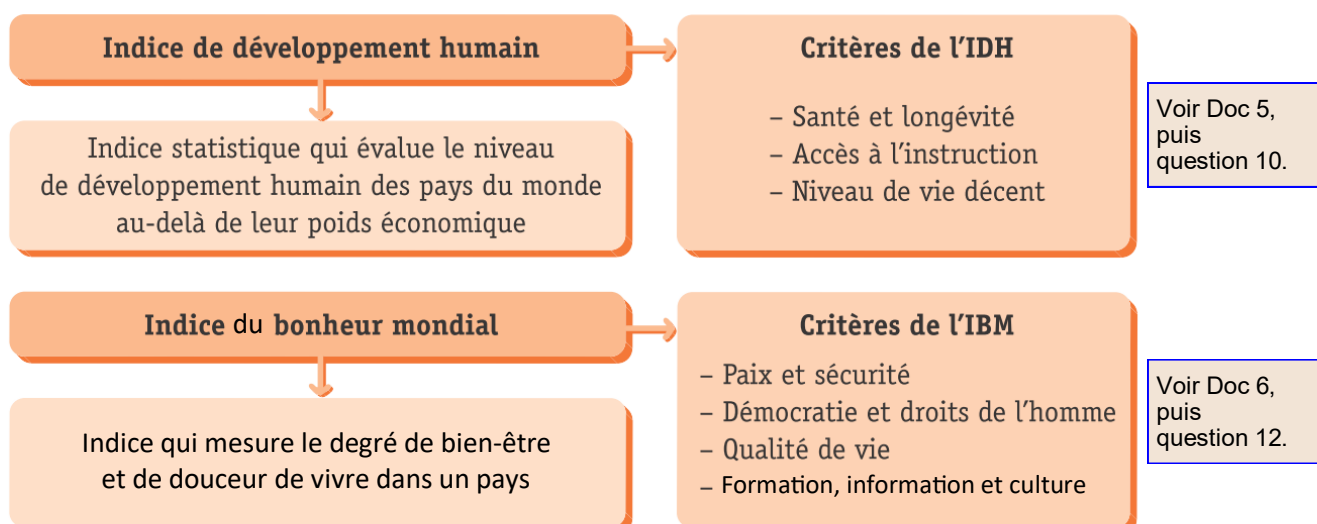 Indice de développement humain
Indice statistique qui évalue le niveau
de développement humain des pays du monde
au-delà de leur poids économique
Critères de l'IDH
– Santé et longévité
– Accès à l'instruction
– Niveau de vie décent
Voir Doc 5,
puis
question 10.
Indice du bonheur mondial
Indice qui mesure le degré de bien-être
et de douceur de vivre dans un pays
Critères de l'IBM
– Paix et sécurité
– Démocratie et droits de l'homme
– Qualité de vie
– Formation, information et culture
Voir Doc 6,
puis
question 12.